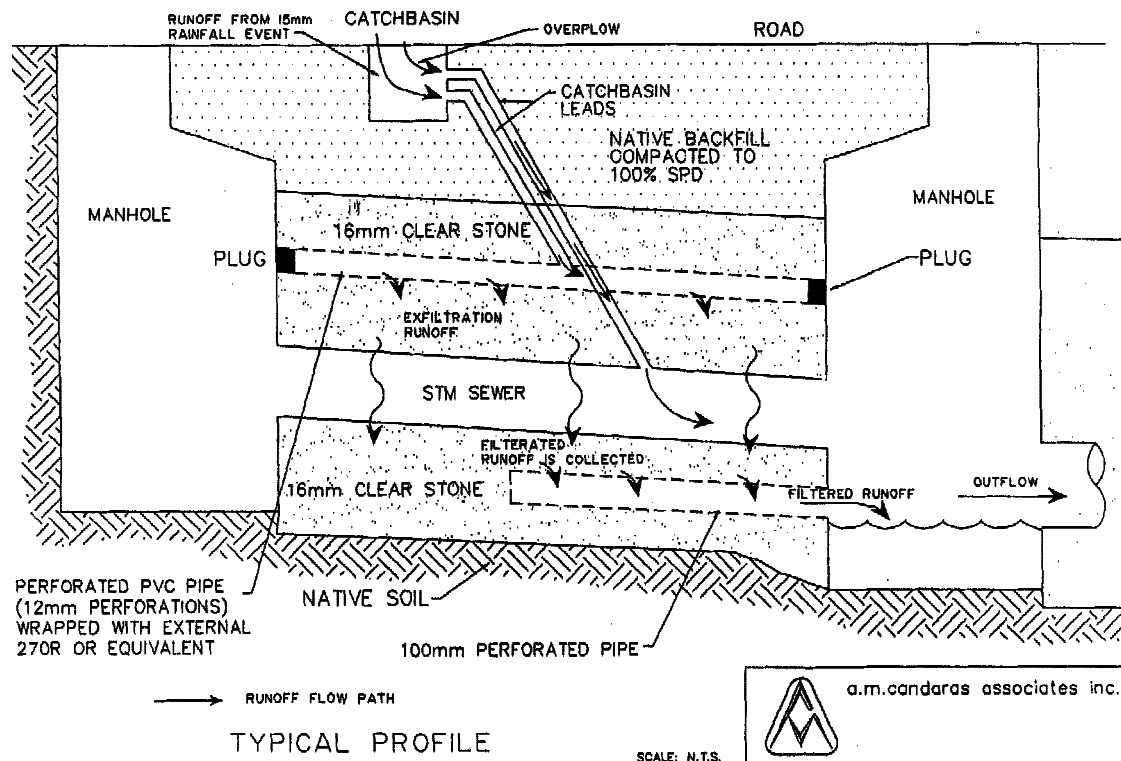 RUNOFF FROM 15mm
RAINFALL EVENT
CATCHBASIN
OVERPLOW
ROAD
CATCHBASIN
LEADS
NATIVE BACKFILL
COMPACTED TO
100% SPD
MANHOLE
MANHOLE
16mm CLEAR STONE
PLUG
PLUG
EXFILTRATION
RUNOFF
STM SEWER
FILTERATED
RUNOFF IS COLLECTED
16mm CLEAR STONE
FILTERED RUNOFF
OUTFLOW
PERFORATED PVC PIPE
(12mm PERFORATIONS)
WRAPPED WITH EXTERNAL
270R OR EQUIVALENT
NATIVE SOIL
100mm PERFORATED PIPE
RUNOFF FLOW PATH
TYPICAL PROFILE
SCALE: N.T.S.
a.m.candaras associates inc.